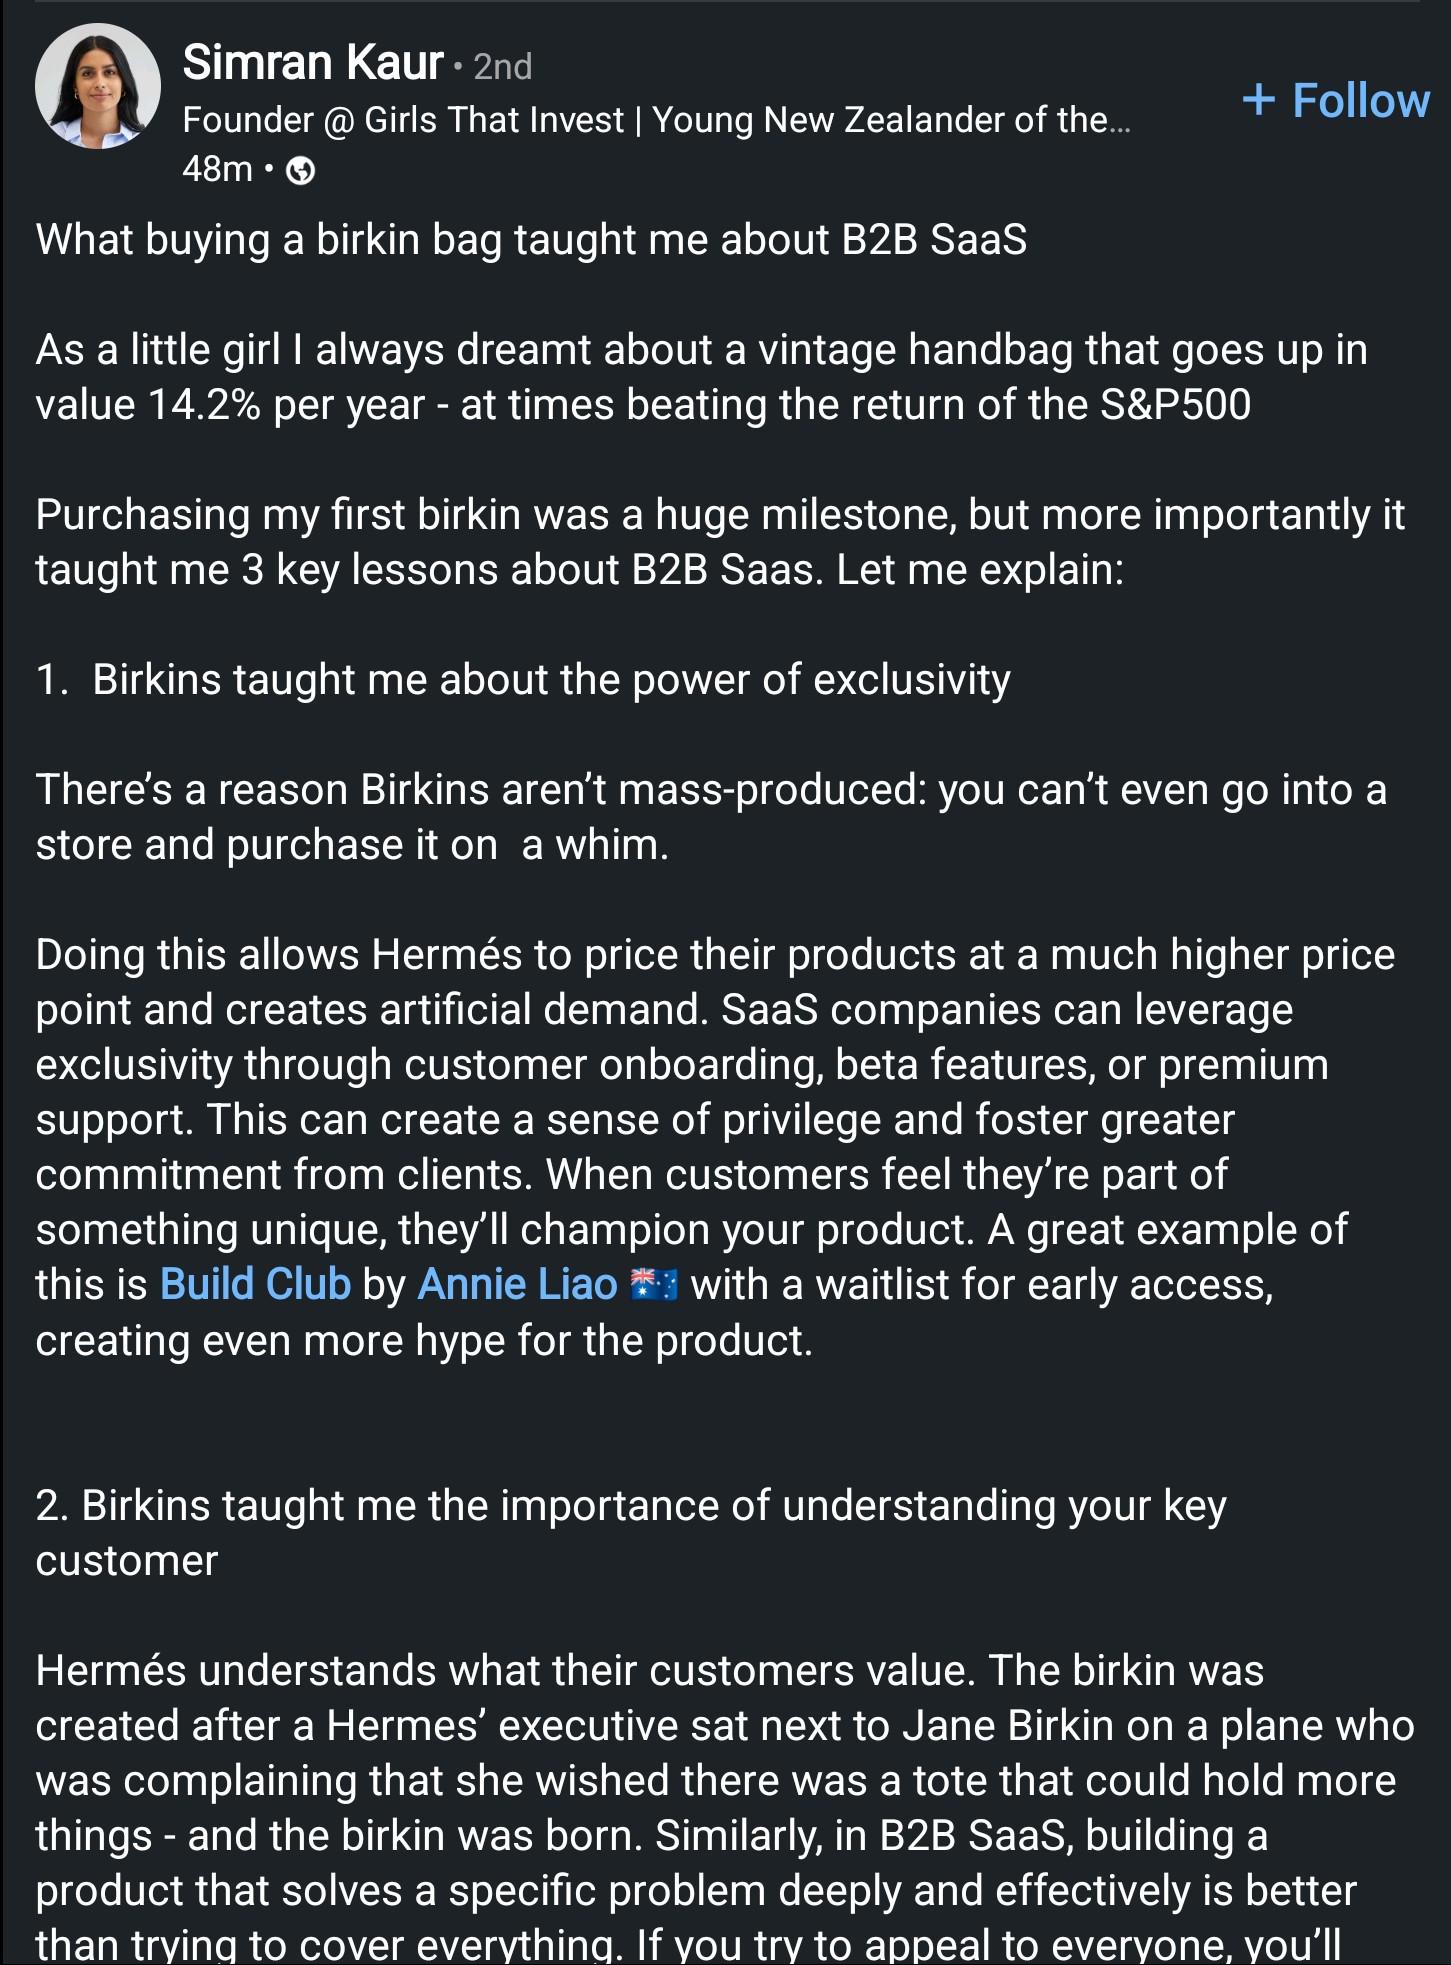 Simran Kaur • 2nd
Founder @ Girls That Invest | Young New Zealander of the...
+ Follow
48m •
What buying a birkin bag taught me about B2B SaaS
As a little girl I always dreamt about a vintage handbag that goes up in
value 14.2% per year - at times beating the return of the S&P500
Purchasing my first birkin was a huge milestone, but more importantly it
taught me 3 key lessons about B2B Saas. Let me explain:
1.  Birkins taught me about the power of exclusivity
There’s a reason Birkins aren’t mass-produced: you can’t even go into a
store and purchase it on  a whim.
Doing this allows Hermés to price their products at a much higher price
point and creates artificial demand. SaaS companies can leverage
exclusivity through customer onboarding, beta features, or premium
support. This can create a sense of privilege and foster greater
commitment from clients. When customers feel they’re part of
something unique, they’ll champion your product. A great example of
this is Build Club by Annie Liao 🇦🇺 with a waitlist for early access,
creating even more hype for the product.
2. Birkins taught me the importance of understanding your key
customer
Hermés understands what their customers value. The birkin was
created after a Hermes’ executive sat next to Jane Birkin on a plane who
was complaining that she wished there was a tote that could hold more
things - and the birkin was born. Similarly, in B2B SaaS, building a
product that solves a specific problem deeply and effectively is better
than trying to cover everything. If you try to appeal to everyone, you’ll